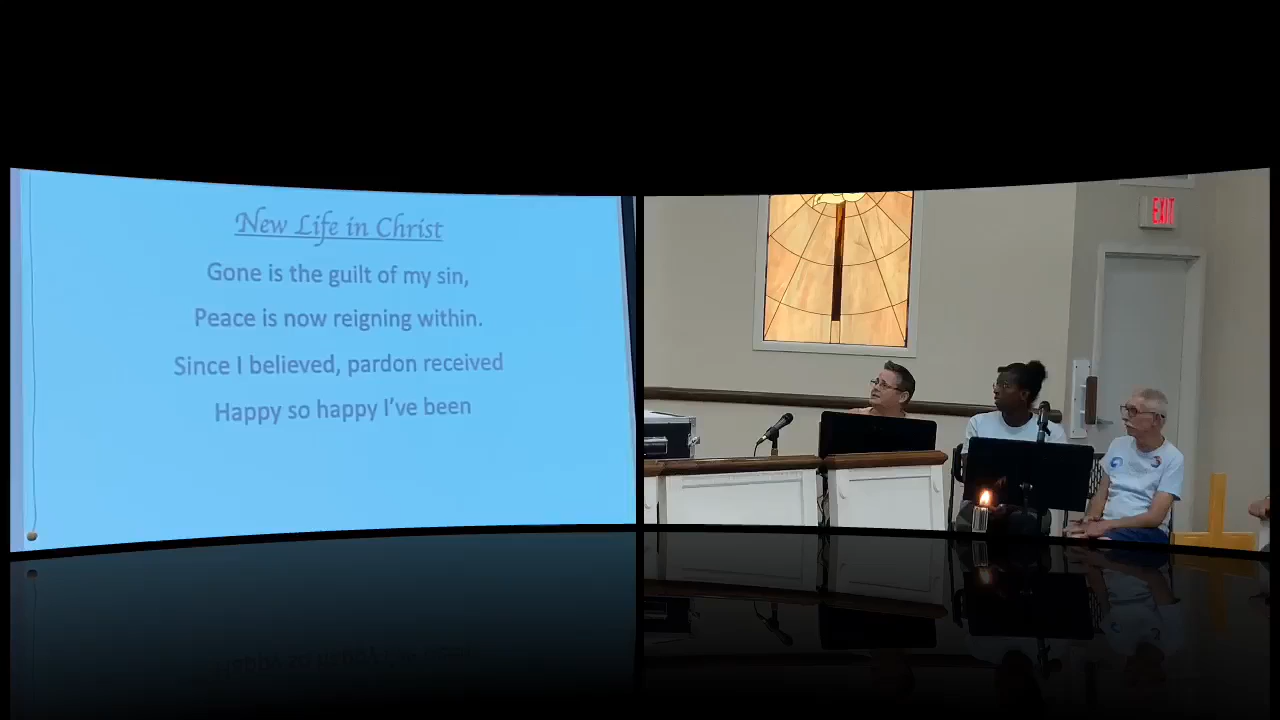 New Life in Christ
Gone is the guilt of my sin,
Peace is now reigning within.
Since I believed, pardon received
Happy so happy I've been
EXIT